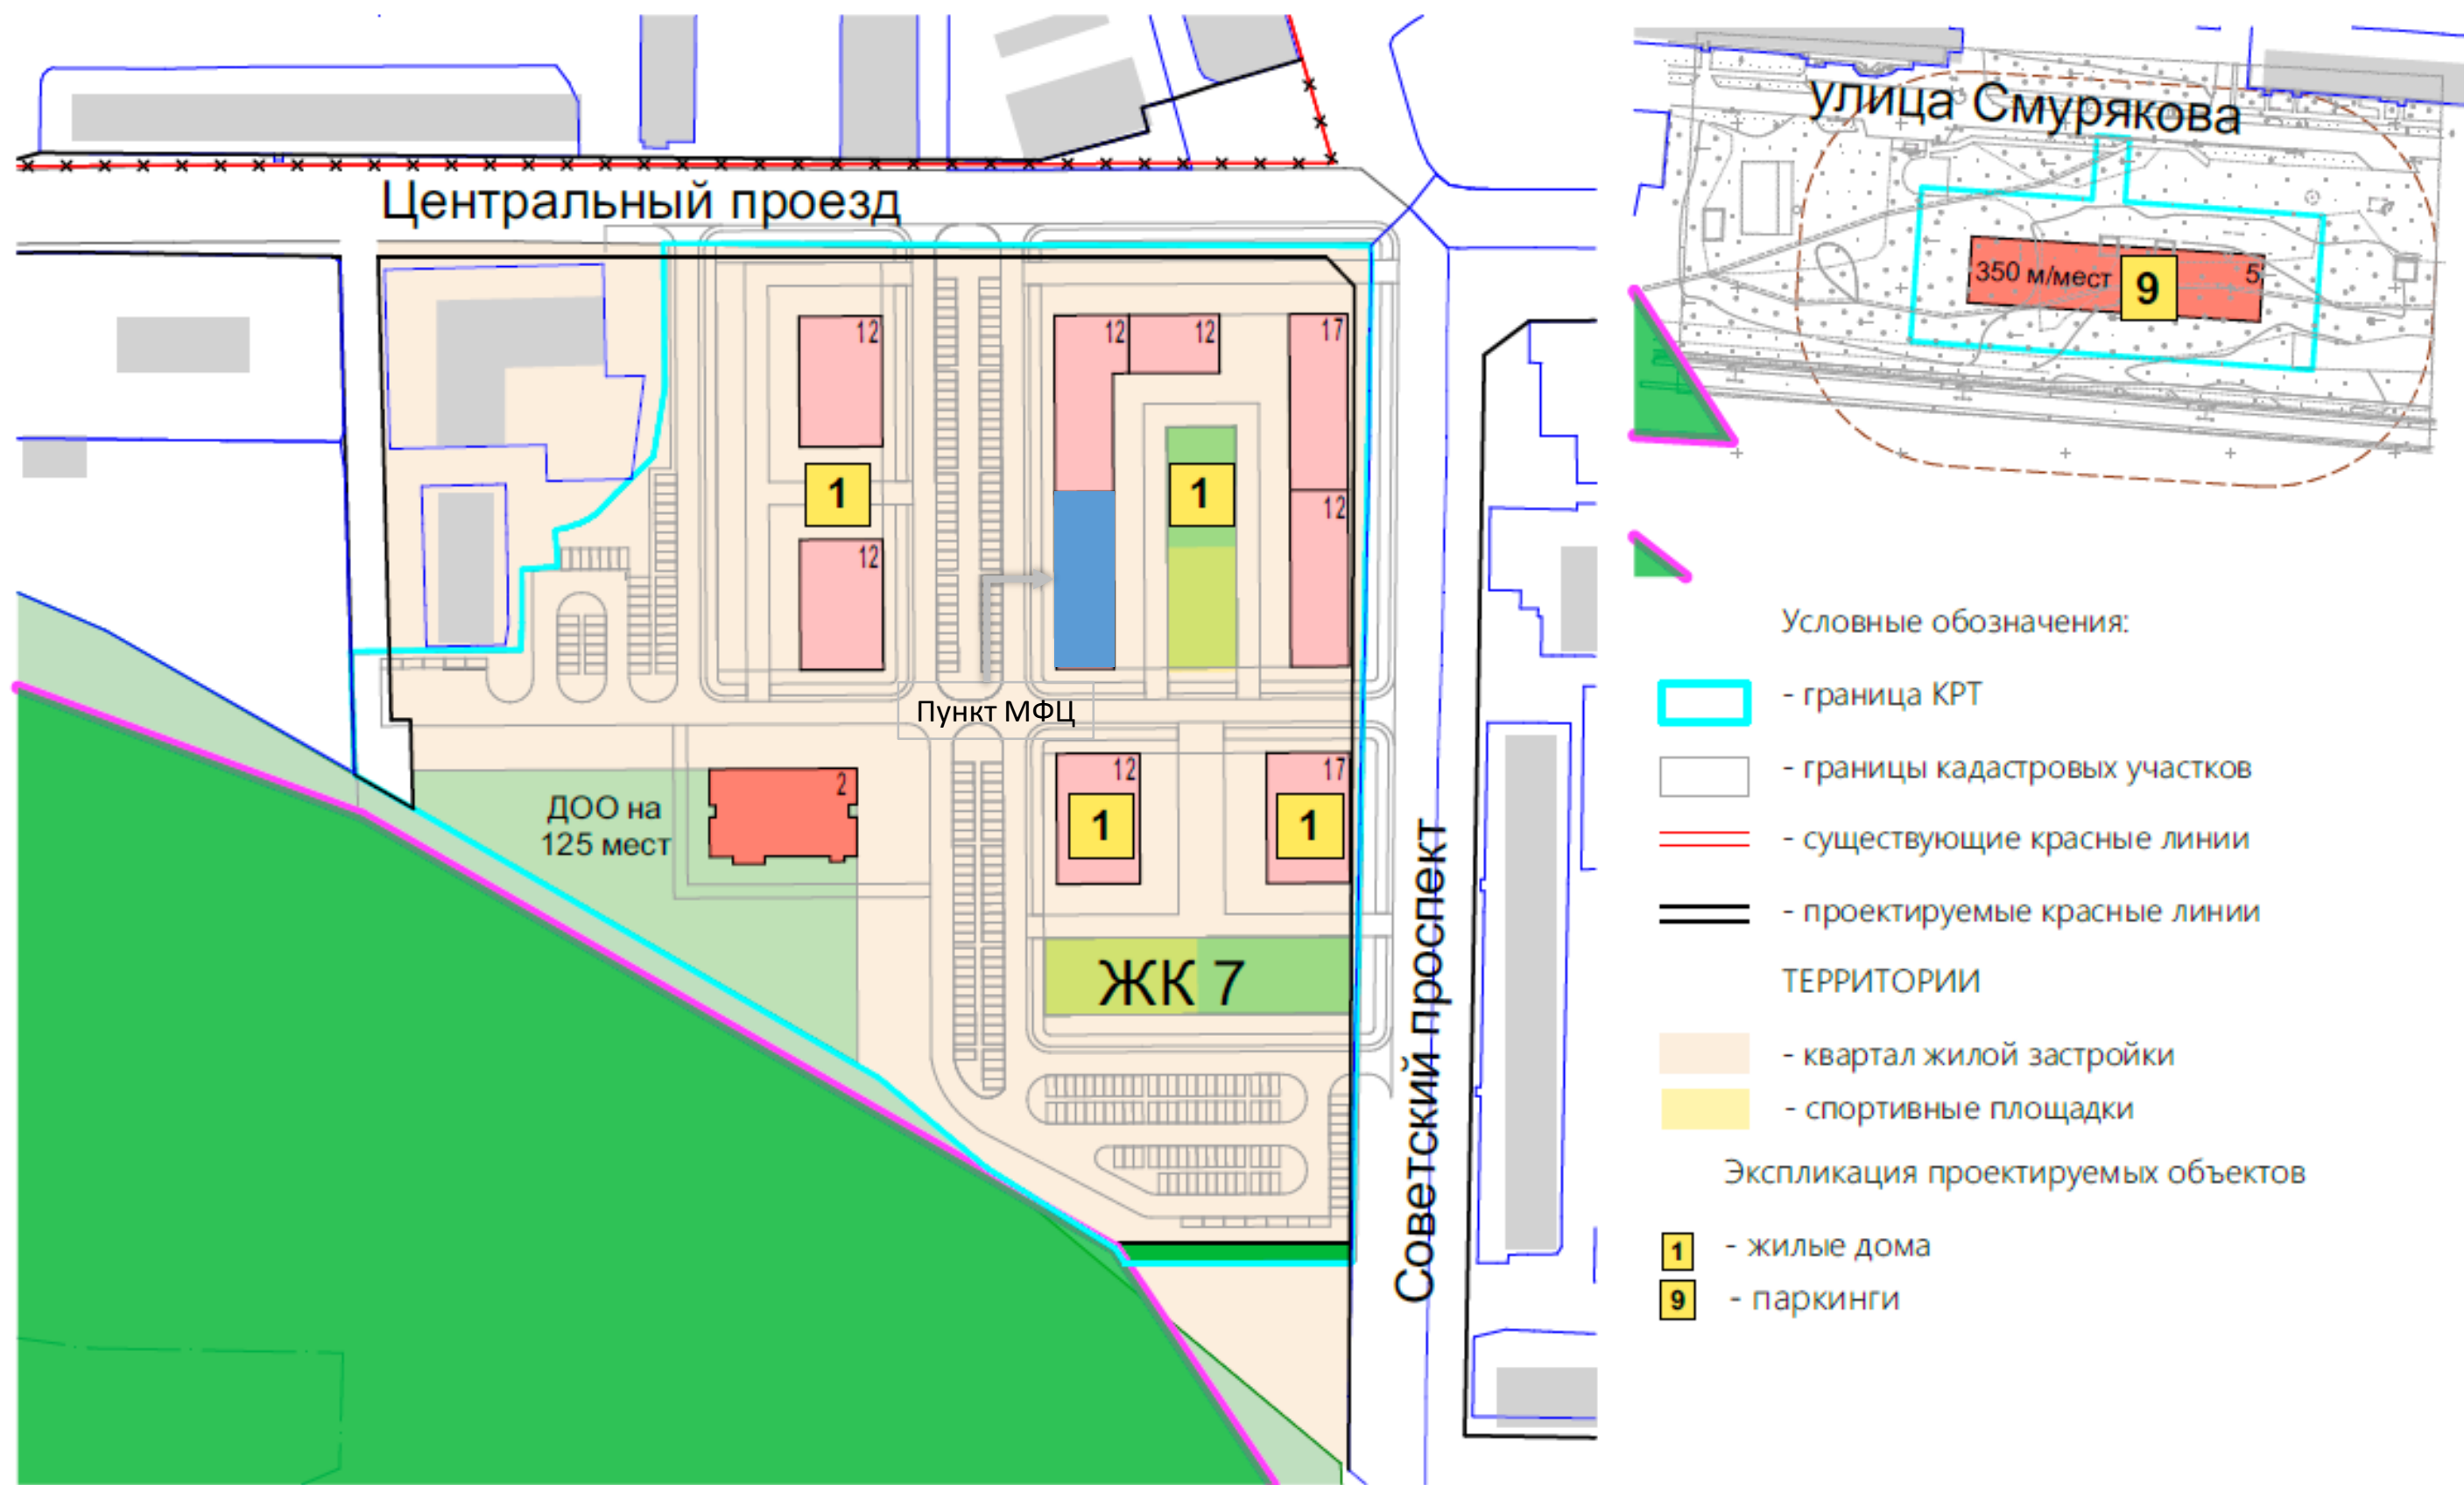 Центральный проезд
12
12
12
17
1
1
12
12
Пункт МФЦ
ДОО на
125 мест
2
12
17
1
1
ЖК 7
Советский проспект
улица Смурякова
350 м/мест
9
5
Условные обозначения:
- граница КРТ
- границы кадастровых участков
- существующие красные линии
- проектируемые красные линии
ТЕРРИТОРИИ
- квартал жилой застройки
- спортивные площадки
Экспликация проектируемых объектов
1 - жилые дома
9 - паркинги